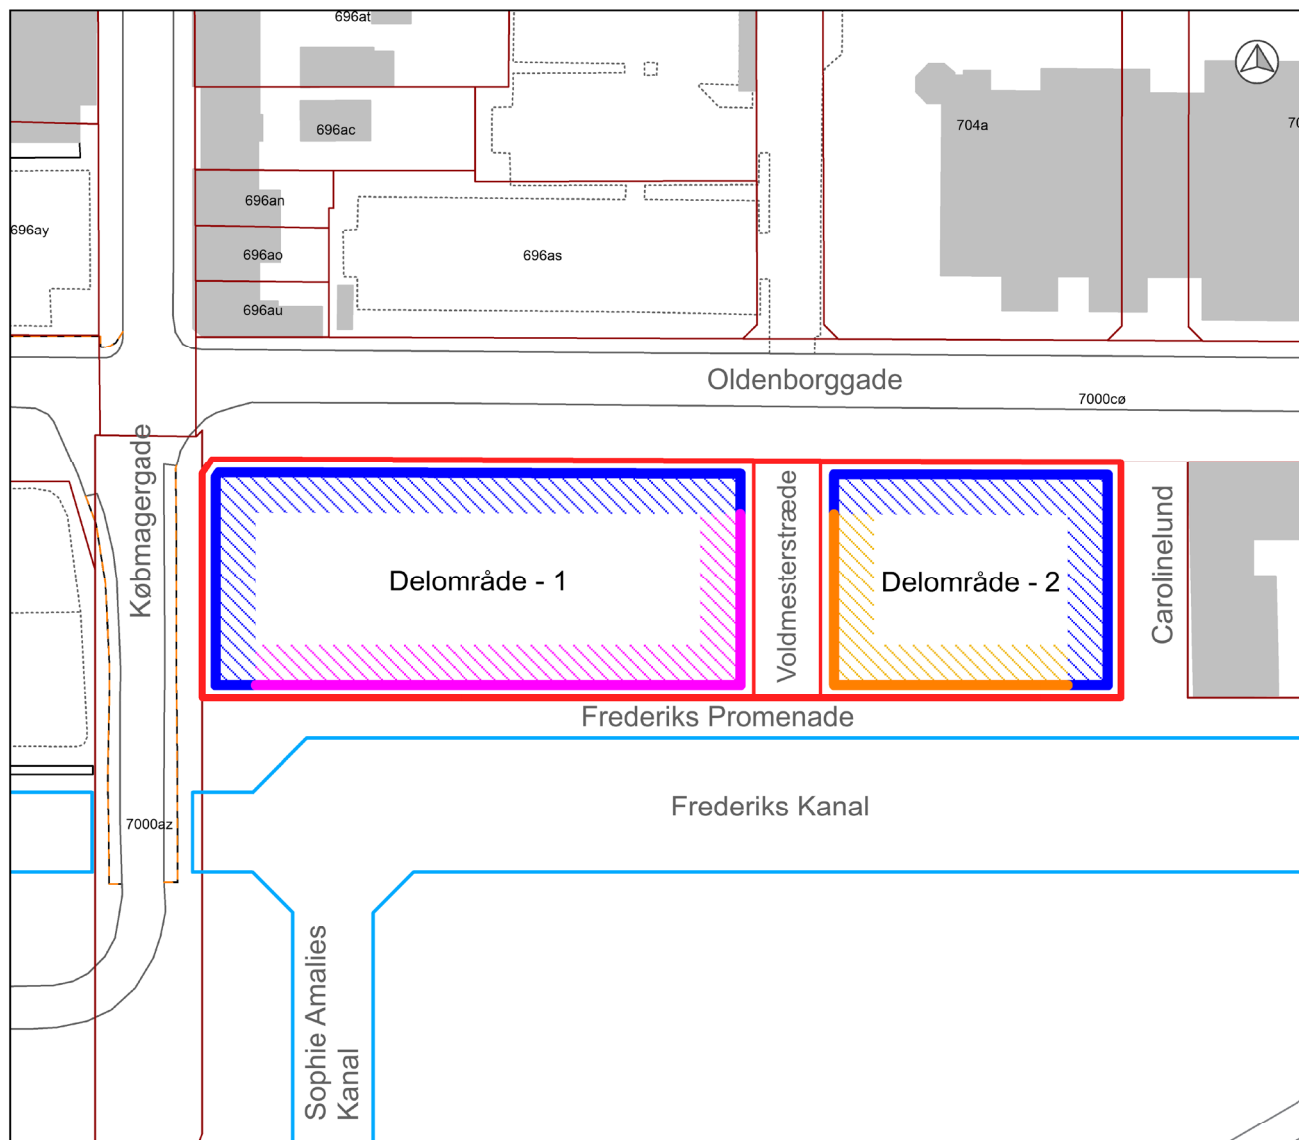 696at
696ac
704a
70
696an
696ay
696ao
696as
696au
Oldenborggade
7000cø
Købmagergade
Voldmesterstræde
Carolinelund
Delområde - 1
Delområde - 2
Frederiks Promenade
Frederiks Kanal
7000az
Sophie Amalies
Kanal